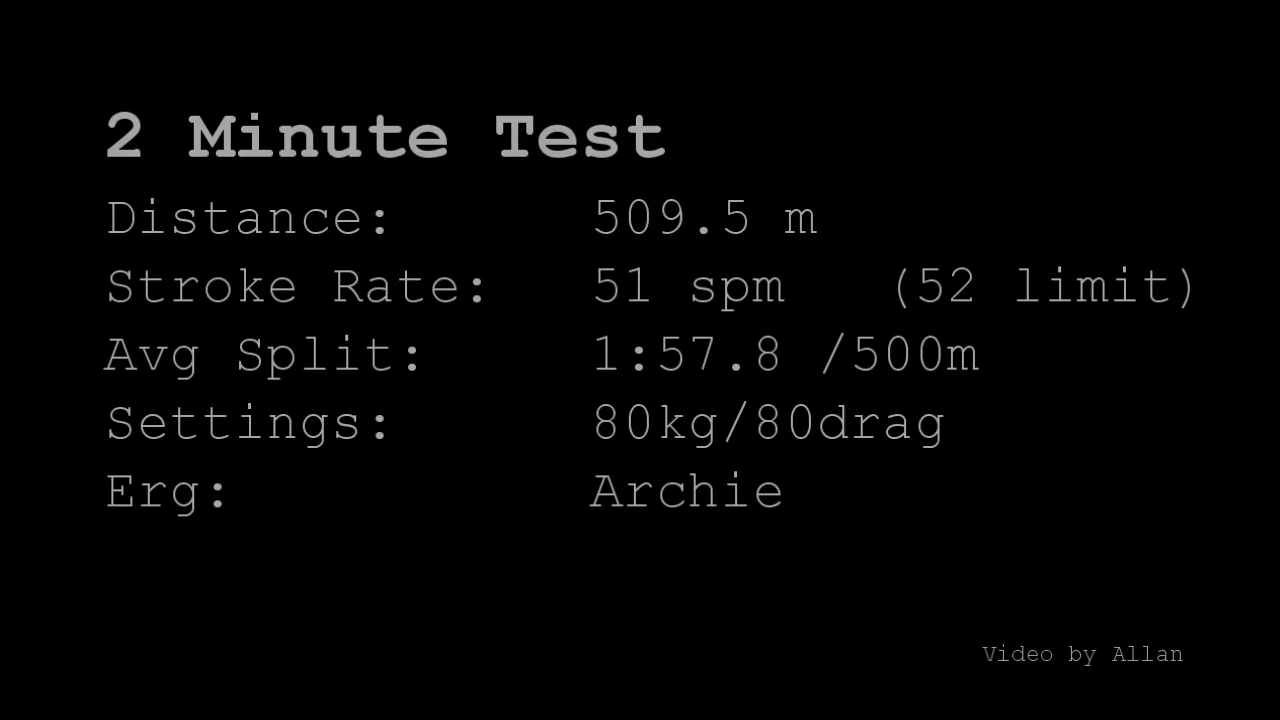 2 Minute Test
Distance: 509.5 m
Stroke Rate: 51 spm (52 limit)
Avg Split: 1:57.8 /500m
Settings: 80kg/80drag
Erg: Archie
Video by Allan